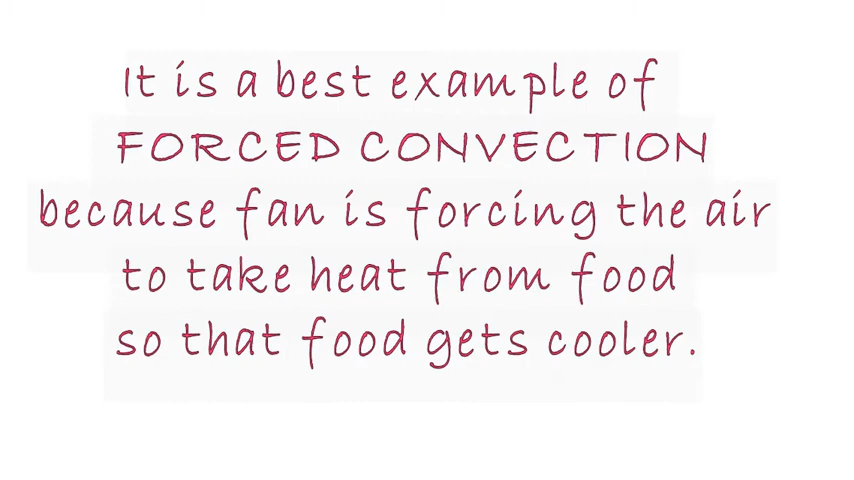 It is a best example of
FORCED CONVECTION
because fan is forcing the air
to take heat from food
so that food gets cooler.